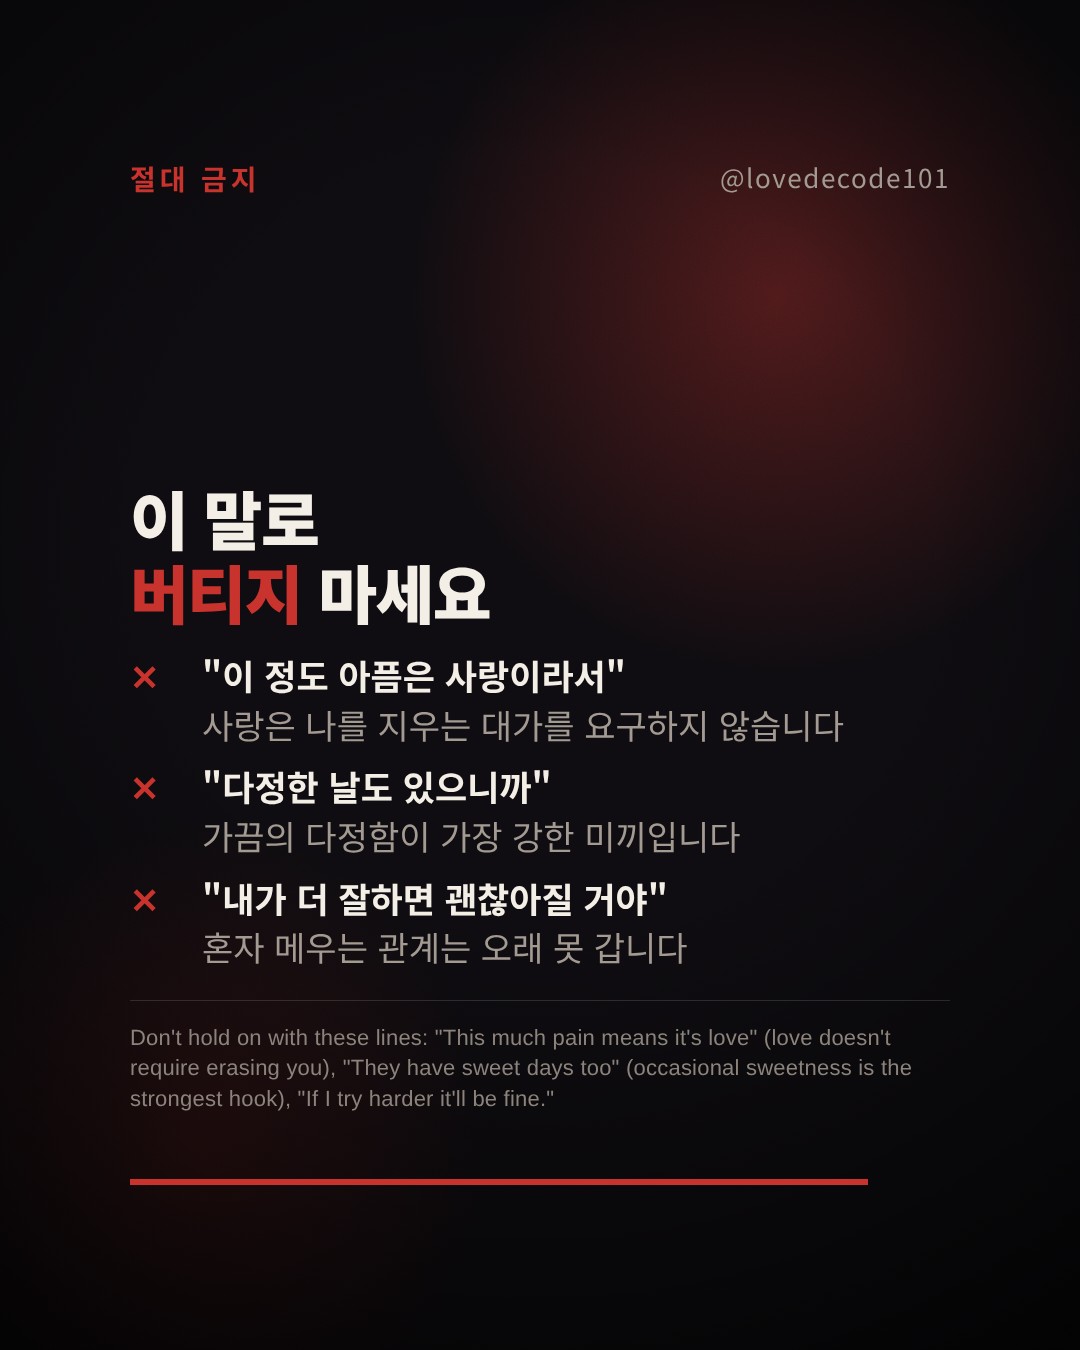 절대 금지
@lovedecode101
이 말로
버티지 마세요
✕ "이 정도 아픔은 사랑이라서"
사랑은 나를 지우는 대가를 요구하지 않습니다
✕ "다정한 날도 있으니까"
가끔의 다정함이 가장 강한 미끼입니다
✕ "내가 더 잘하면 괜찮아질 거야"
혼자 메우는 관계는 오래 못 갑니다
Don't hold on with these lines: "This much pain means it's love" (love doesn't
require erasing you), "They have sweet days too" (occasional sweetness is the
strongest hook), "If I try harder it'll be fine."